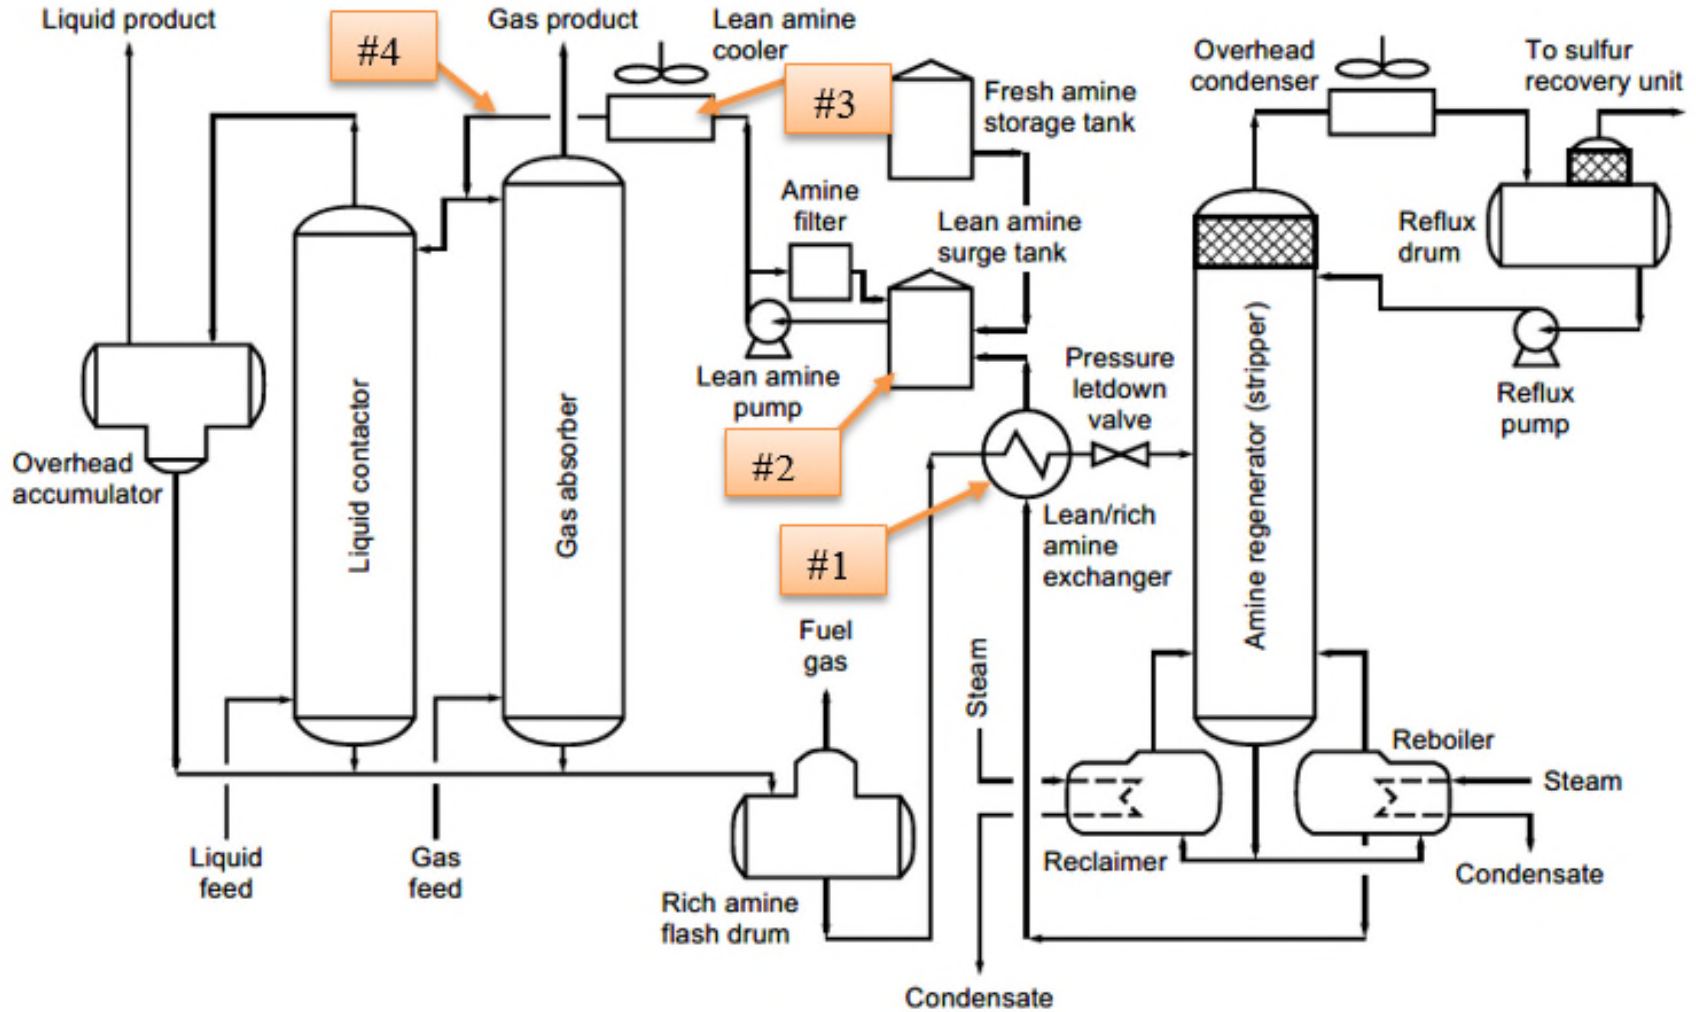 Liquid product
#4
Gas product
Lean amine
cooler
#3
Fresh amine
storage tank
Overhead
condenser
To sulfur
recovery unit
Amine
filter
Lean amine
surge tank
Reflux
drum
Lean amine
pump
#2
Pressure
letdown
valve
Reflux
pump
Overhead
accumulator
Liquid contactor
Gas absorber
Amine regenerator (stripper)
#1
Lean/rich
amine
exchanger
Fuel
gas
Steam
Reboiler
Steam
Liquid
feed
Gas
feed
Reclaimer
Condensate
Rich amine
flash drum
Condensate